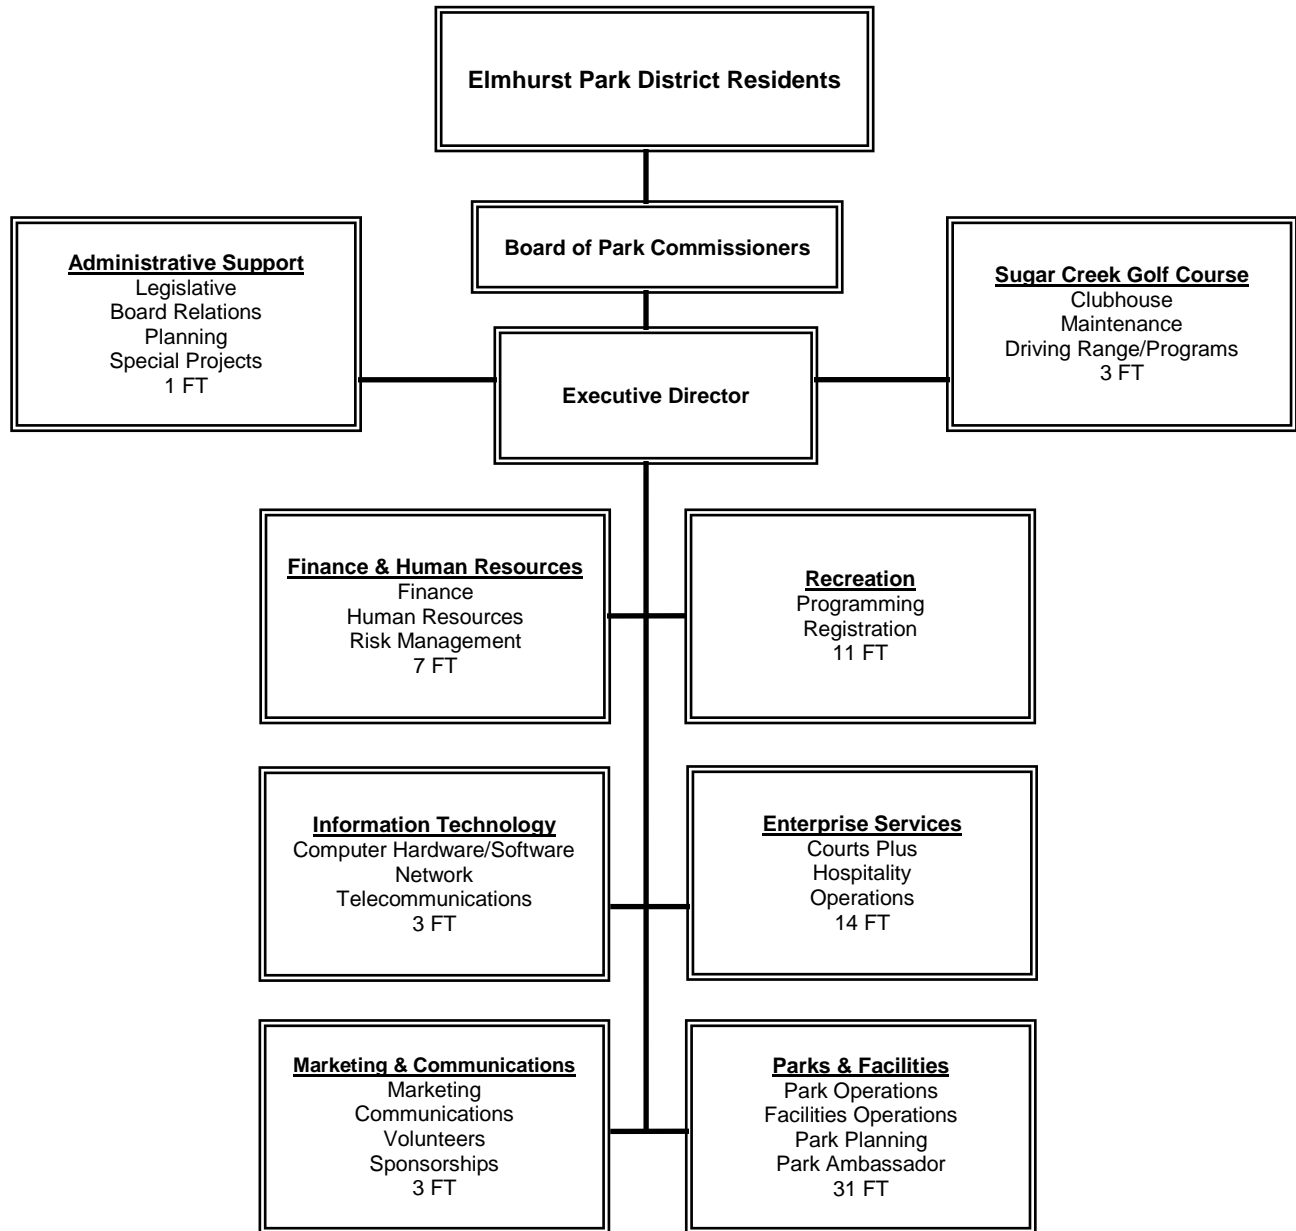 Elmhurst Park District Residents
Board of Park Commissioners
Administrative Support
Legislative
Board Relations
Planning
Special Projects
1 FT
Executive Director
Sugar Creek Golf Course
Clubhouse
Maintenance
Driving Range/Programs
3 FT
Finance & Human Resources
Finance
Human Resources
Risk Management
7 FT
Recreation
Programming
Registration
11 FT
Information Technology
Computer Hardware/Software
Network
Telecommunications
3 FT
Enterprise Services
Courts Plus
Hospitality
Operations
14 FT
Marketing & Communications
Marketing
Communications
Volunteers
Sponsorships
3 FT
Parks & Facilities
Park Operations
Facilities Operations
Park Planning
Park Ambassador
31 FT